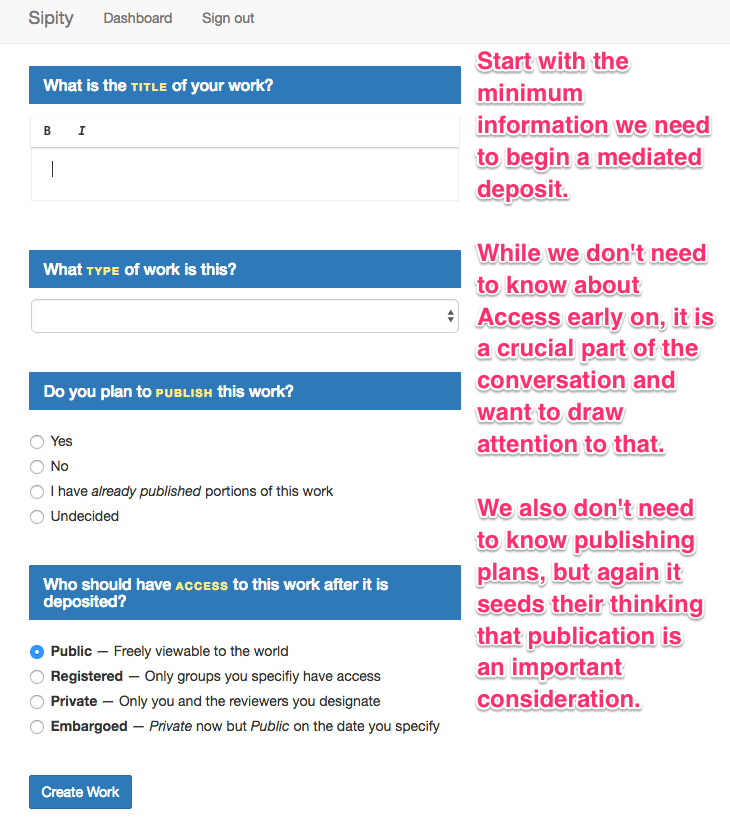 Sipity Dashboard Sign out
What is the TITLE of your work?
B I
What TYPE of work is this?
Do you plan to PUBLISH this work?
Yes
No
I have already published portions of this work
Undecided
Who should have ACCESS to this work after it is
deposited?
Public — Freely viewable to the world
Registered — Only groups you specifiy have access
Private — Only you and the reviewers you designate
Embargoed — Private now but Public on the date you specify
Create Work
Start with the
minimum
information we need
to begin a mediated
deposit.
While we don't need
to know about
Access early on, it is
a crucial part of the
conversation and
want to draw
attention to that.
We also don't need
to know publishing
plans, but again it
seeds their thinking
that publication is
an important
consideration.